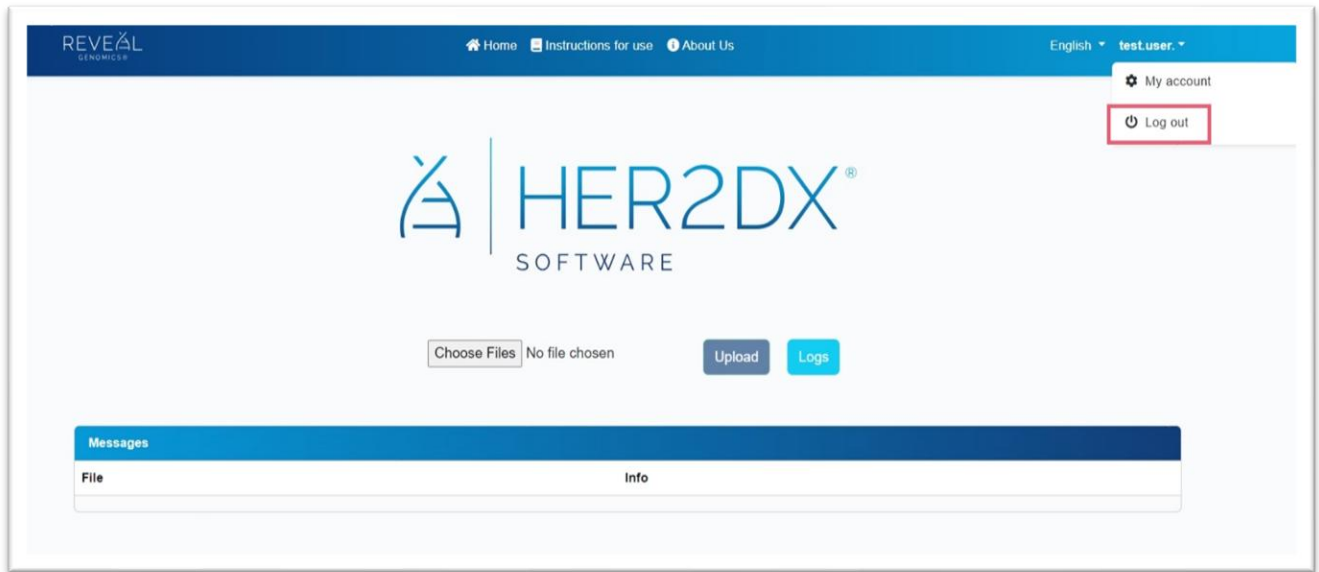 REVEAL
GENOMICS®
Home Instructions for use About Us English test.user.
My account
Log out
HER2DX®
SOFTWARE
Choose Files No file chosen Upload Logs
Messages
File Info